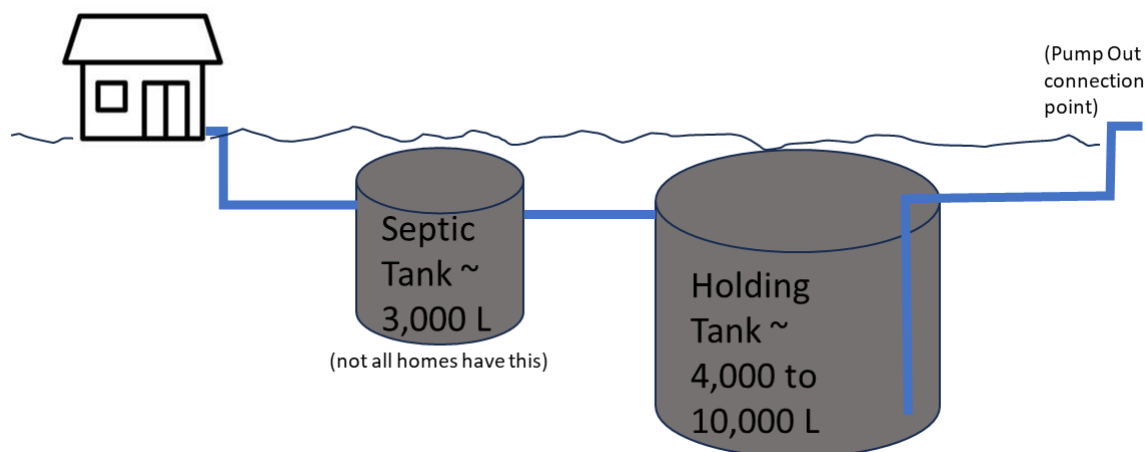 (Pump Out
connection
point)
Septic
Tank ~
3,000 L
(not all homes have this)
Holding
Tank ~
4,000 to
10,000 L